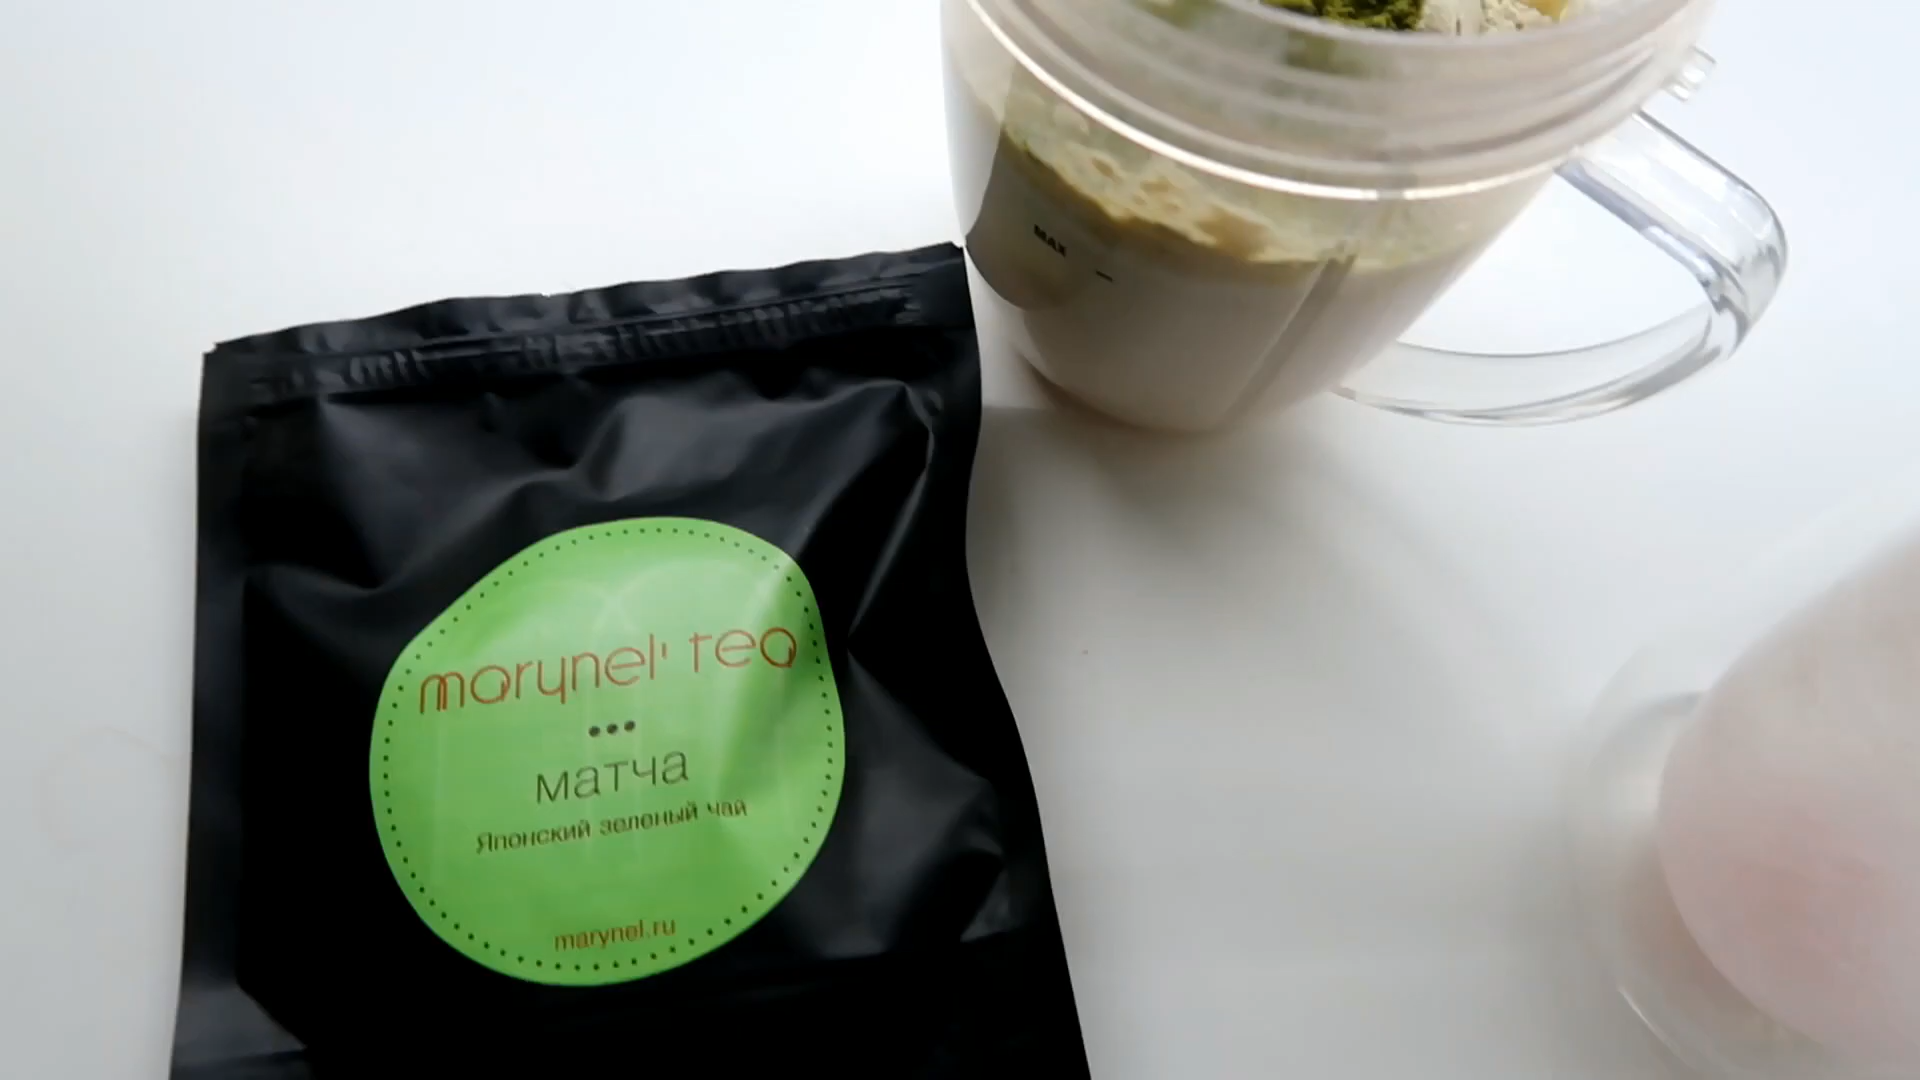 MAX
marynel' tea
матча
Японский зеленый чай
marynel.ru